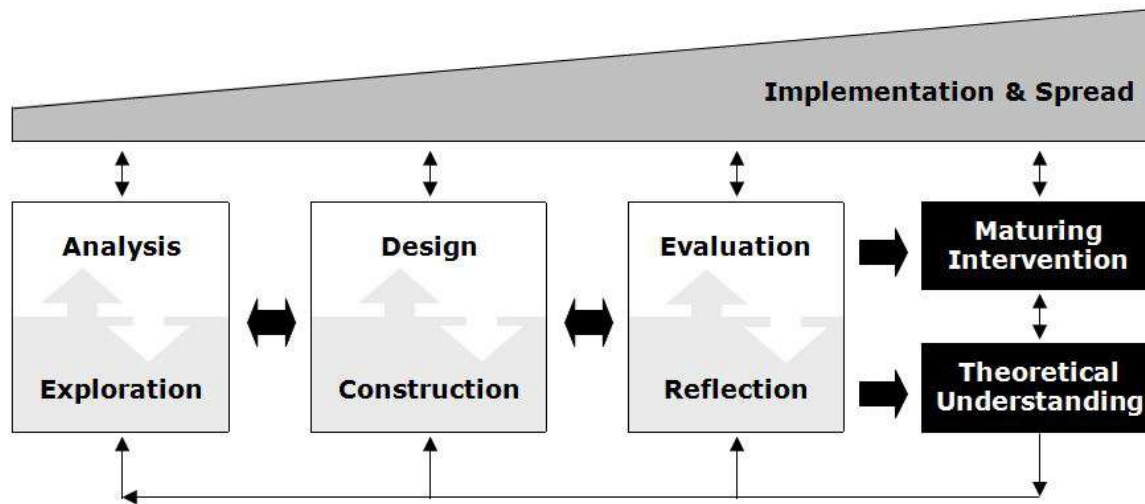 Implementation & Spread
Analysis
Exploration
Design
Construction
Evaluation
Reflection
Maturing
Intervention
Theoretical
Understanding